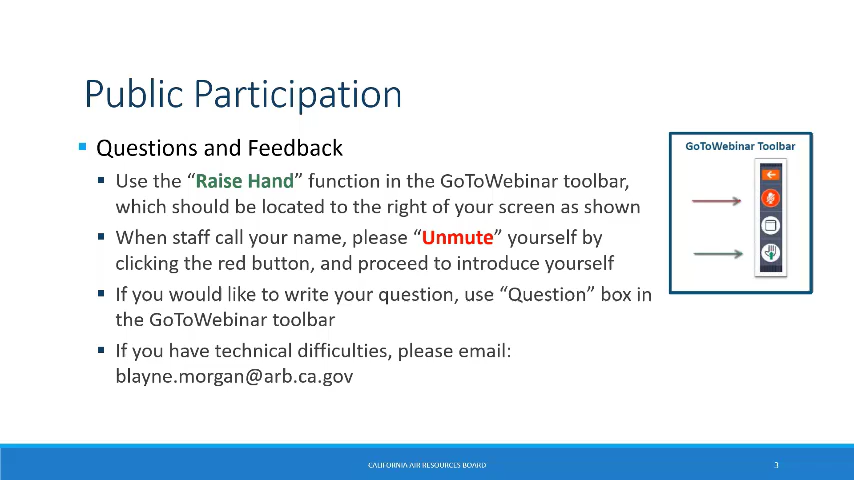 Public Participation
Questions and Feedback
Use the “Raise Hand” function in the GoToWebinar toolbar,
which should be located to the right of your screen as shown
When staff call your name, please “Unmute” yourself by
clicking the red button, and proceed to introduce yourself
If you would like to write your question, use “Question” box in
the GoToWebinar toolbar
If you have technical difficulties, please email:
blayne.morgan@arb.ca.gov
GoToWebinar Toolbar
CALIFORNIA AIR RESOURCES BOARD
3